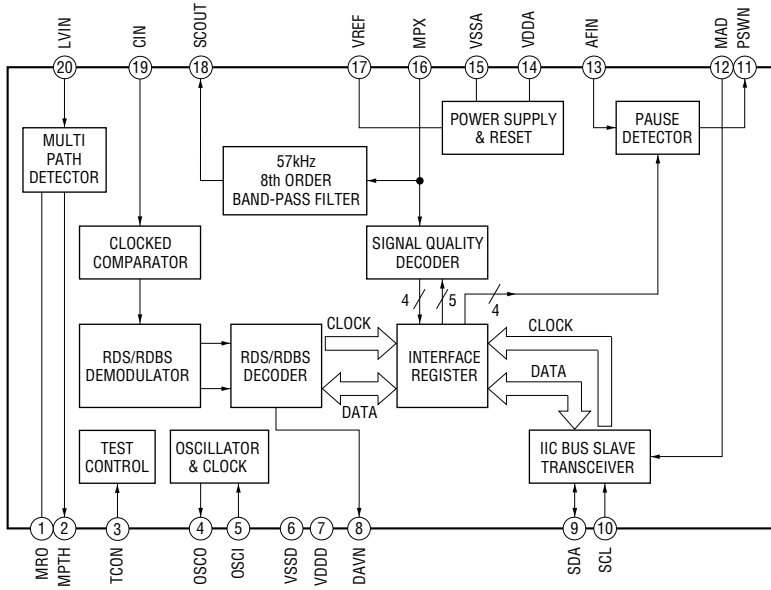 LVIN
CIN
SCOUT
VREF
MPX
VSSA
VDDA
AFIN
MAD
PSWN
20
19
18
17
16
15
14
13
12
11
MULTI
PATH
DETECTOR
57kHz
8th ORDER
BAND-PASS FILTER
POWER SUPPLY
& RESET
PAUSE
DETECTOR
CLOCKED
COMPARATOR
SIGNAL QUALITY
DECODER
4
5
4
RDS/RDBS
DEMODULATOR
RDS/RDBS
DECODER
CLOCK
DATA
INTERFACE
REGISTER
CLOCK
DATA
TEST
CONTROL
OSCILLATOR
& CLOCK
IIC BUS SLAVE
TRANSCEIVER
1
2
3
4
5
6
7
8
9
10
MRO
MPTH
TCON
OSCO
OSCI
VSSD
VDDD
DAVN
SDA
SCL